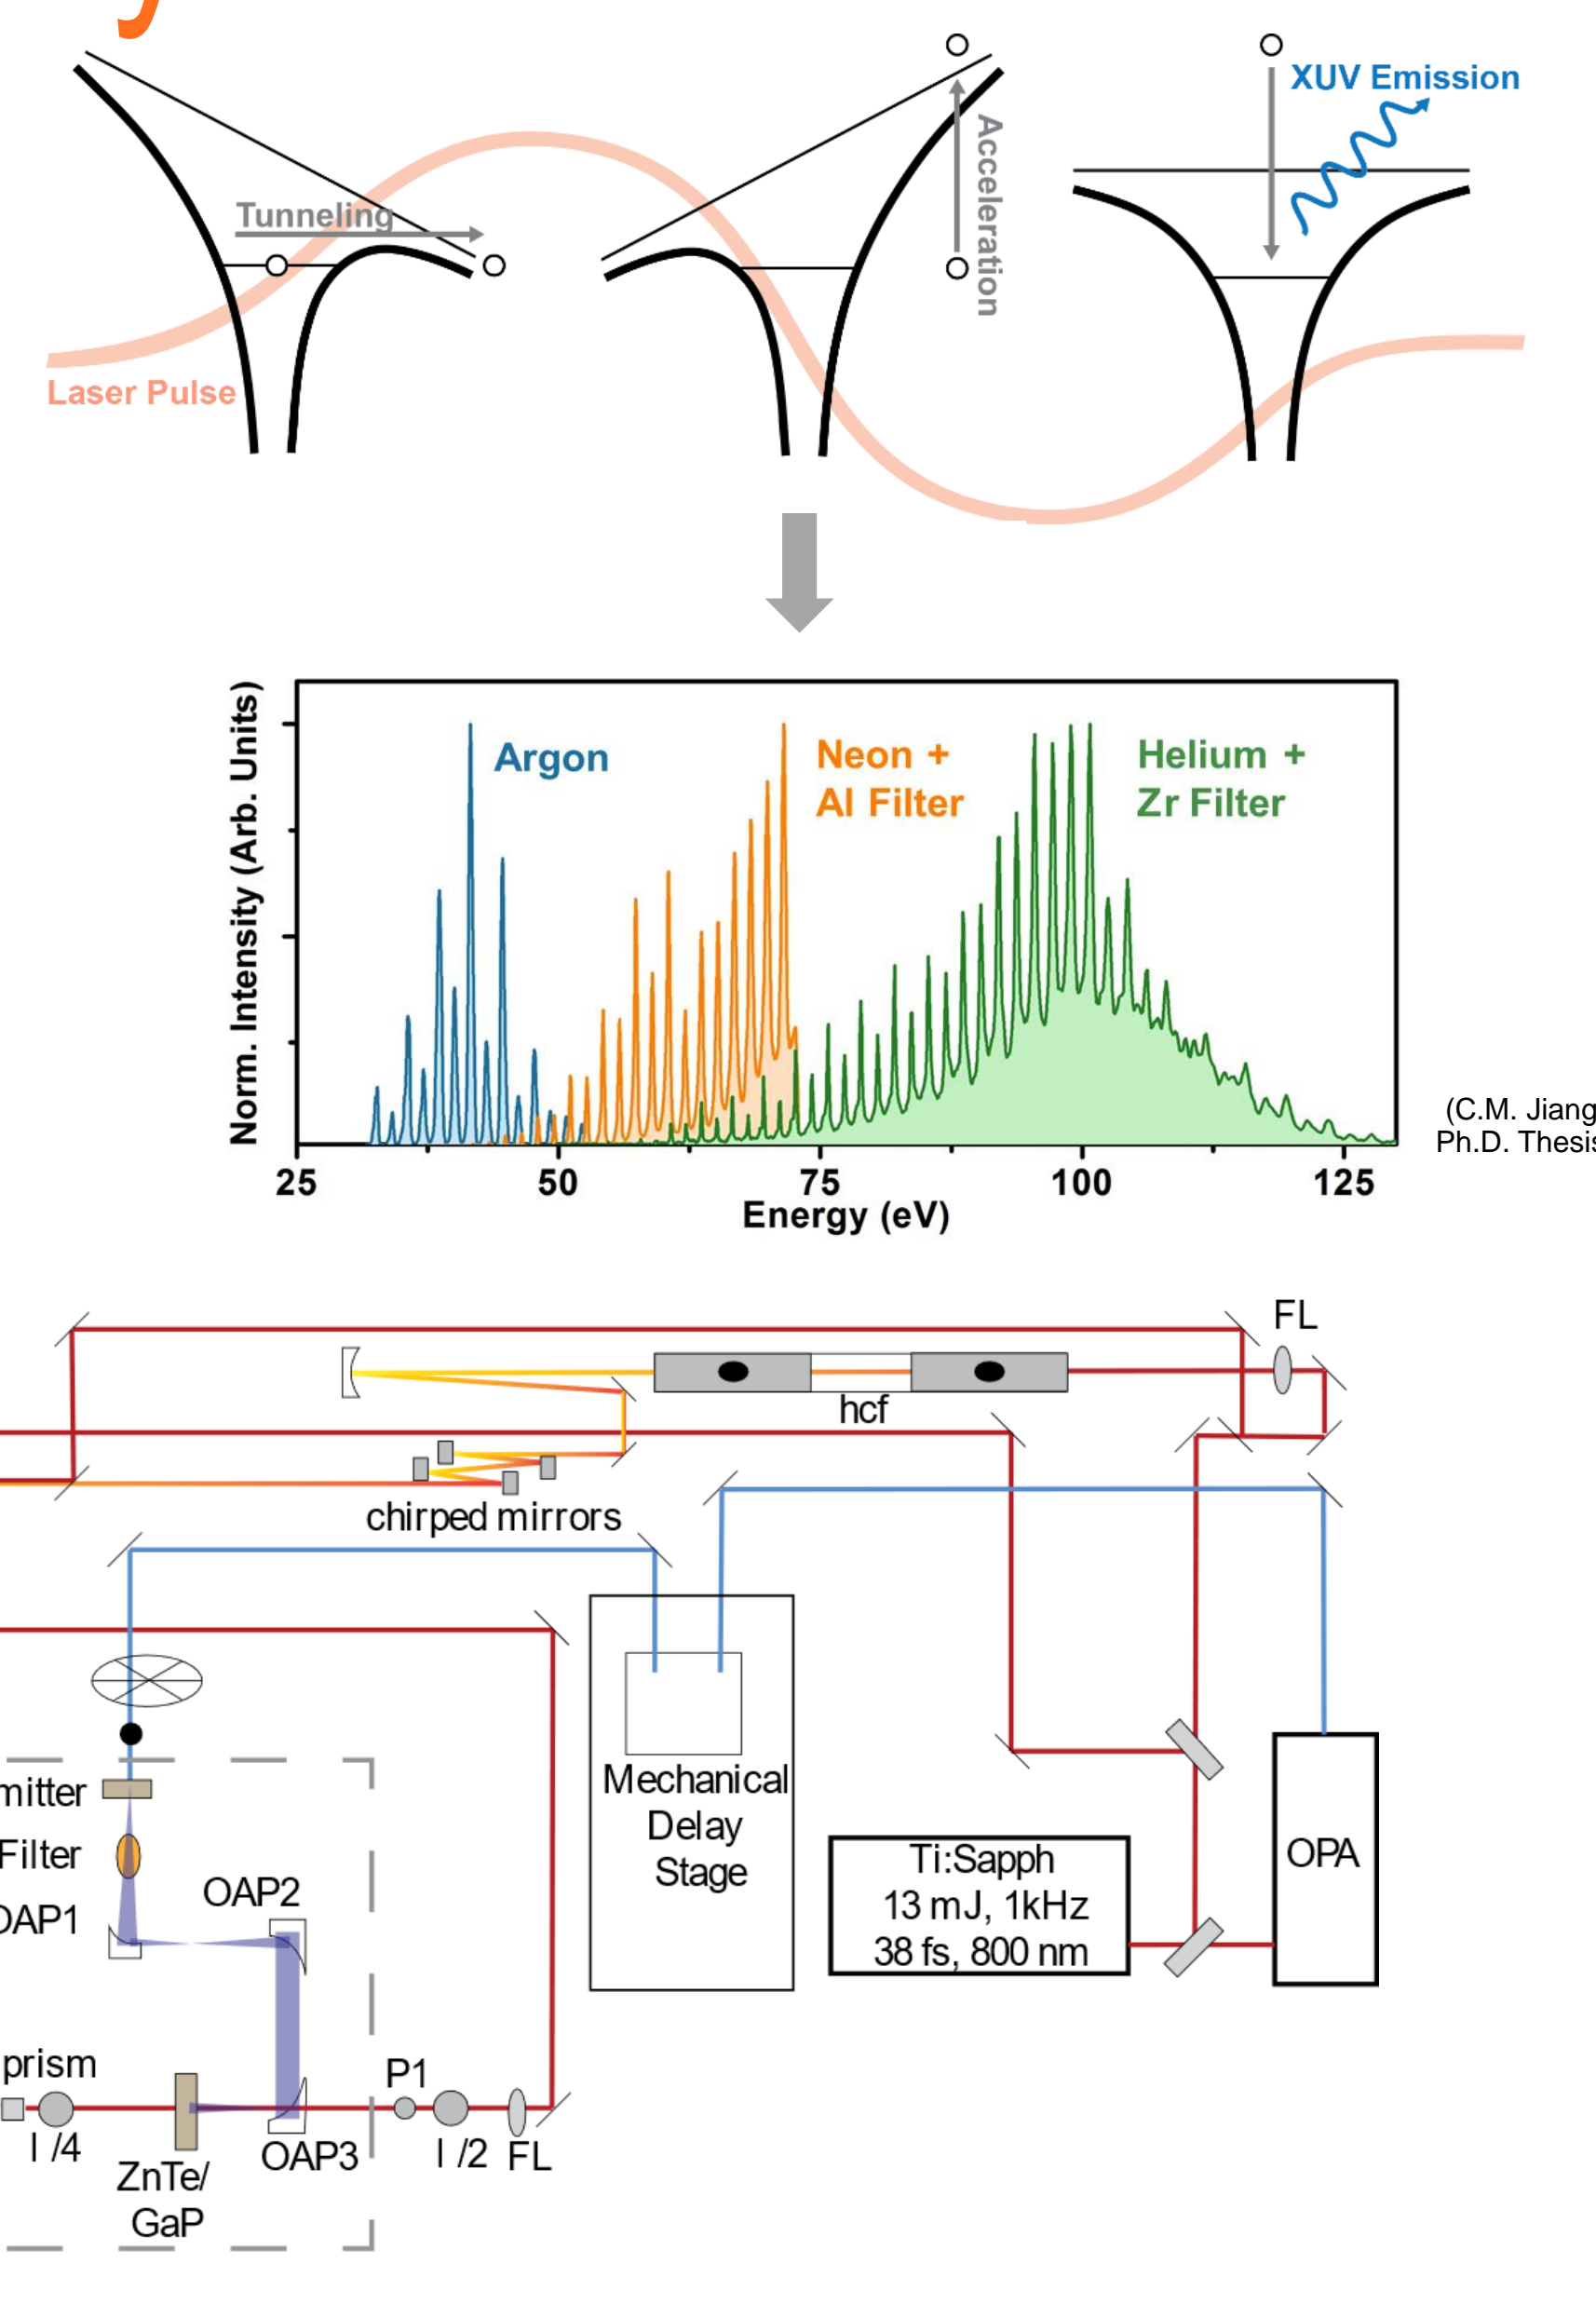 XUV Emission
Acceleration
Tunneling
Laser Pulse
Norm. Intensity (Arb. Units)
Argon
Neon +
Al Filter
Helium +
Zr Filter
25
50
75
100
125
Energy (eV)
(C.M. Jiang
Ph.D. Thesis
FL
hcf
chirped mirrors
mitter
Filter
OAP1
OAP2
Mechanical
Delay
Stage
Ti:Sapph
13 mJ, 1kHz
38 fs, 800 nm
OPA
prism
P1
l /4
ZnTe/
GaP
OAP3
l /2
FL